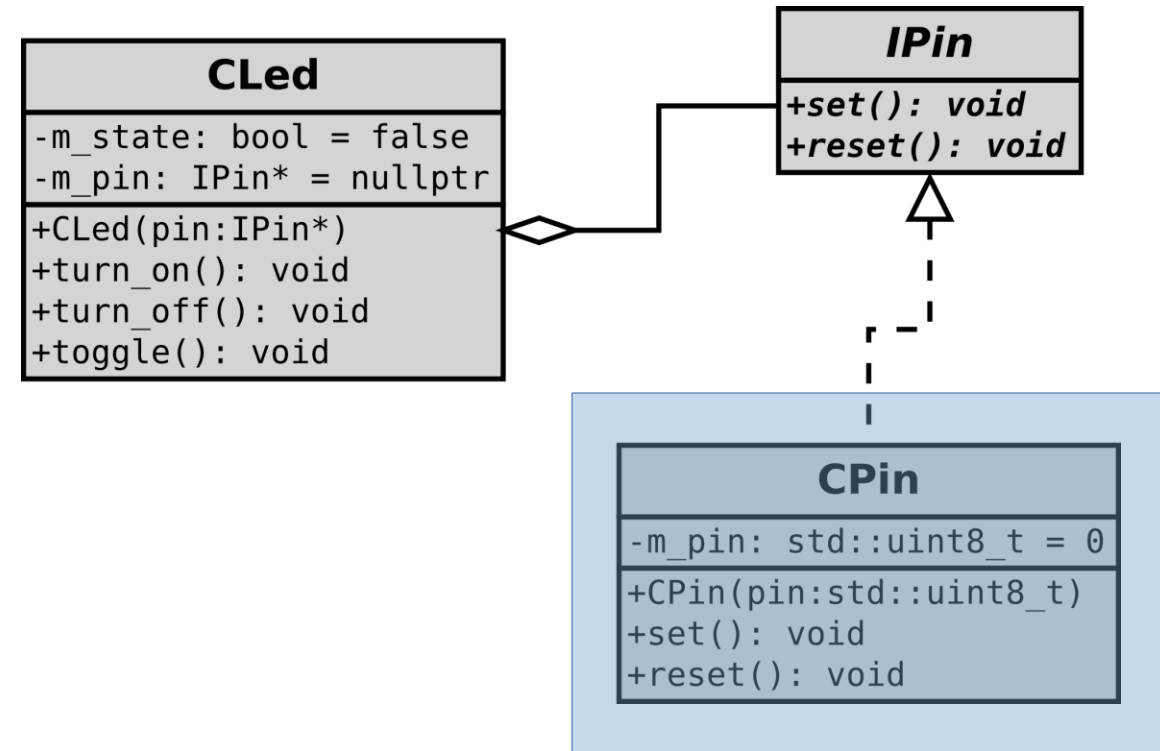 CLed
-m_state: bool = false
-m_pin: IPin* = nullptr
+CLed(pin:IPin*)
+turn_on(): void
+turn_off(): void
+toggle(): void
IPin
+set(): void
+reset(): void
CPin
-m_pin: std::uint8_t = 0
+CPin(pin:std::uint8_t)
+set(): void
+reset(): void